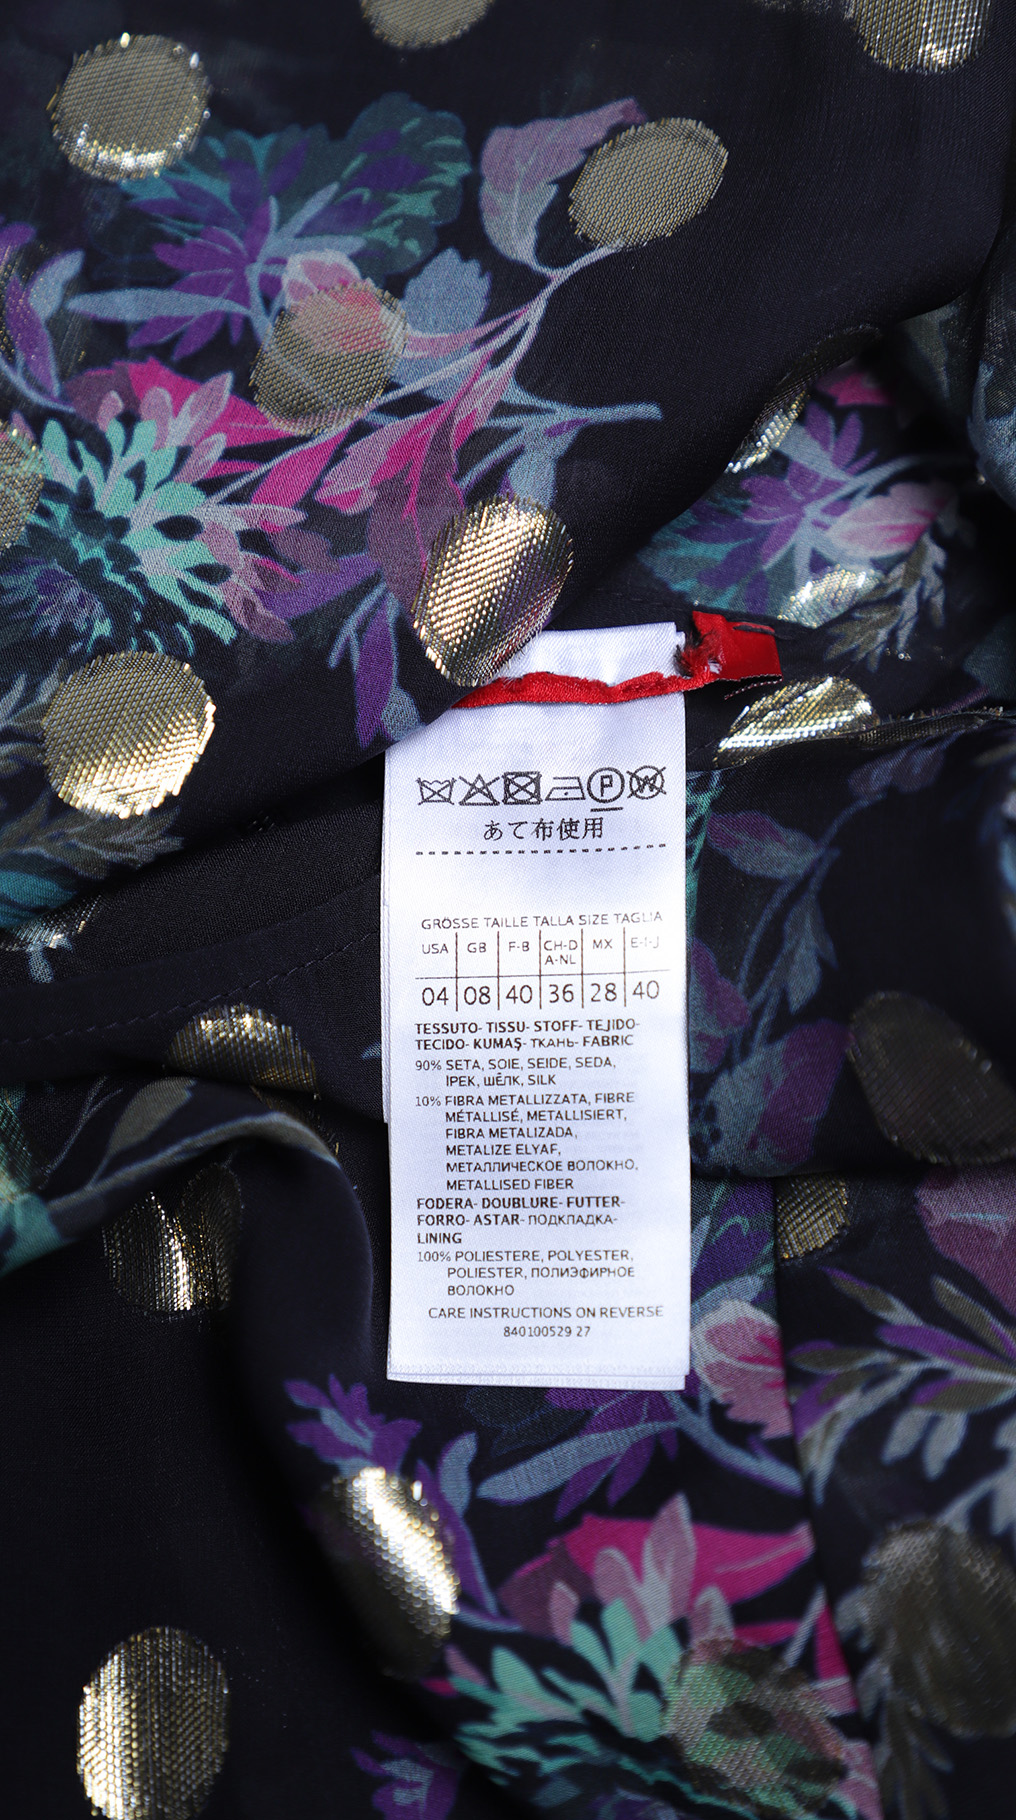 P W
あて布使用
GRÖSSE TAILLE TALLA SIZE TAGLIA
USA GB F-B CH-D A-NL MX E-I-J
04 08 40 36 28 40
TESSUTO- TISSU- STOFF- TEJIDO-
TECIDO- KUMAŞ- ТКАНЬ- FABRIC
90% SETA, SOIE, SEIDE, SEDA,
IPEK, ШЁЛК, SILK
10% FIBRA METALLIZZATA, FIBRE
MÉTALLISÉ, METALLISIERT,
FIBRA METALIZADA,
METALIZE ELYAF,
МЕТАЛЛИЧЕСКОЕ ВОЛОКНО,
METALLISED FIBER
FODERA- DOUBLURE- FUTTER-
FORRO- ASTAR- ПОДКЛАДКА-
LINING
100% POLIESTERE, POLYESTER,
POLIESTER, ПОЛИЭФИРНОЕ
ВОЛОКНО
CARE INSTRUCTIONS ON REVERSE
840100529 27